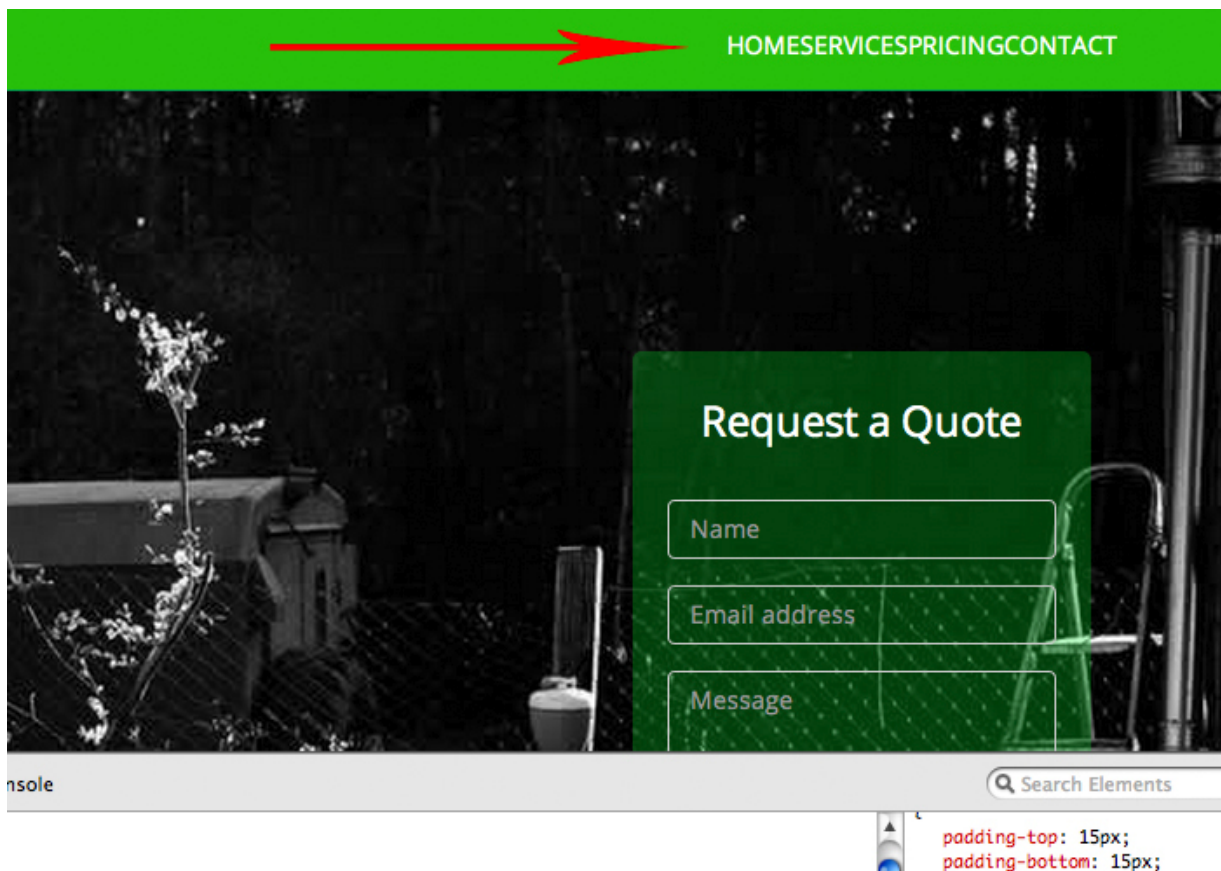 HOMESERVICESPRICINGCONTACT
Request a Quote
Name
Email address
Message
nsole
Search Elements
padding-top: 15px;
padding-bottom: 15px;